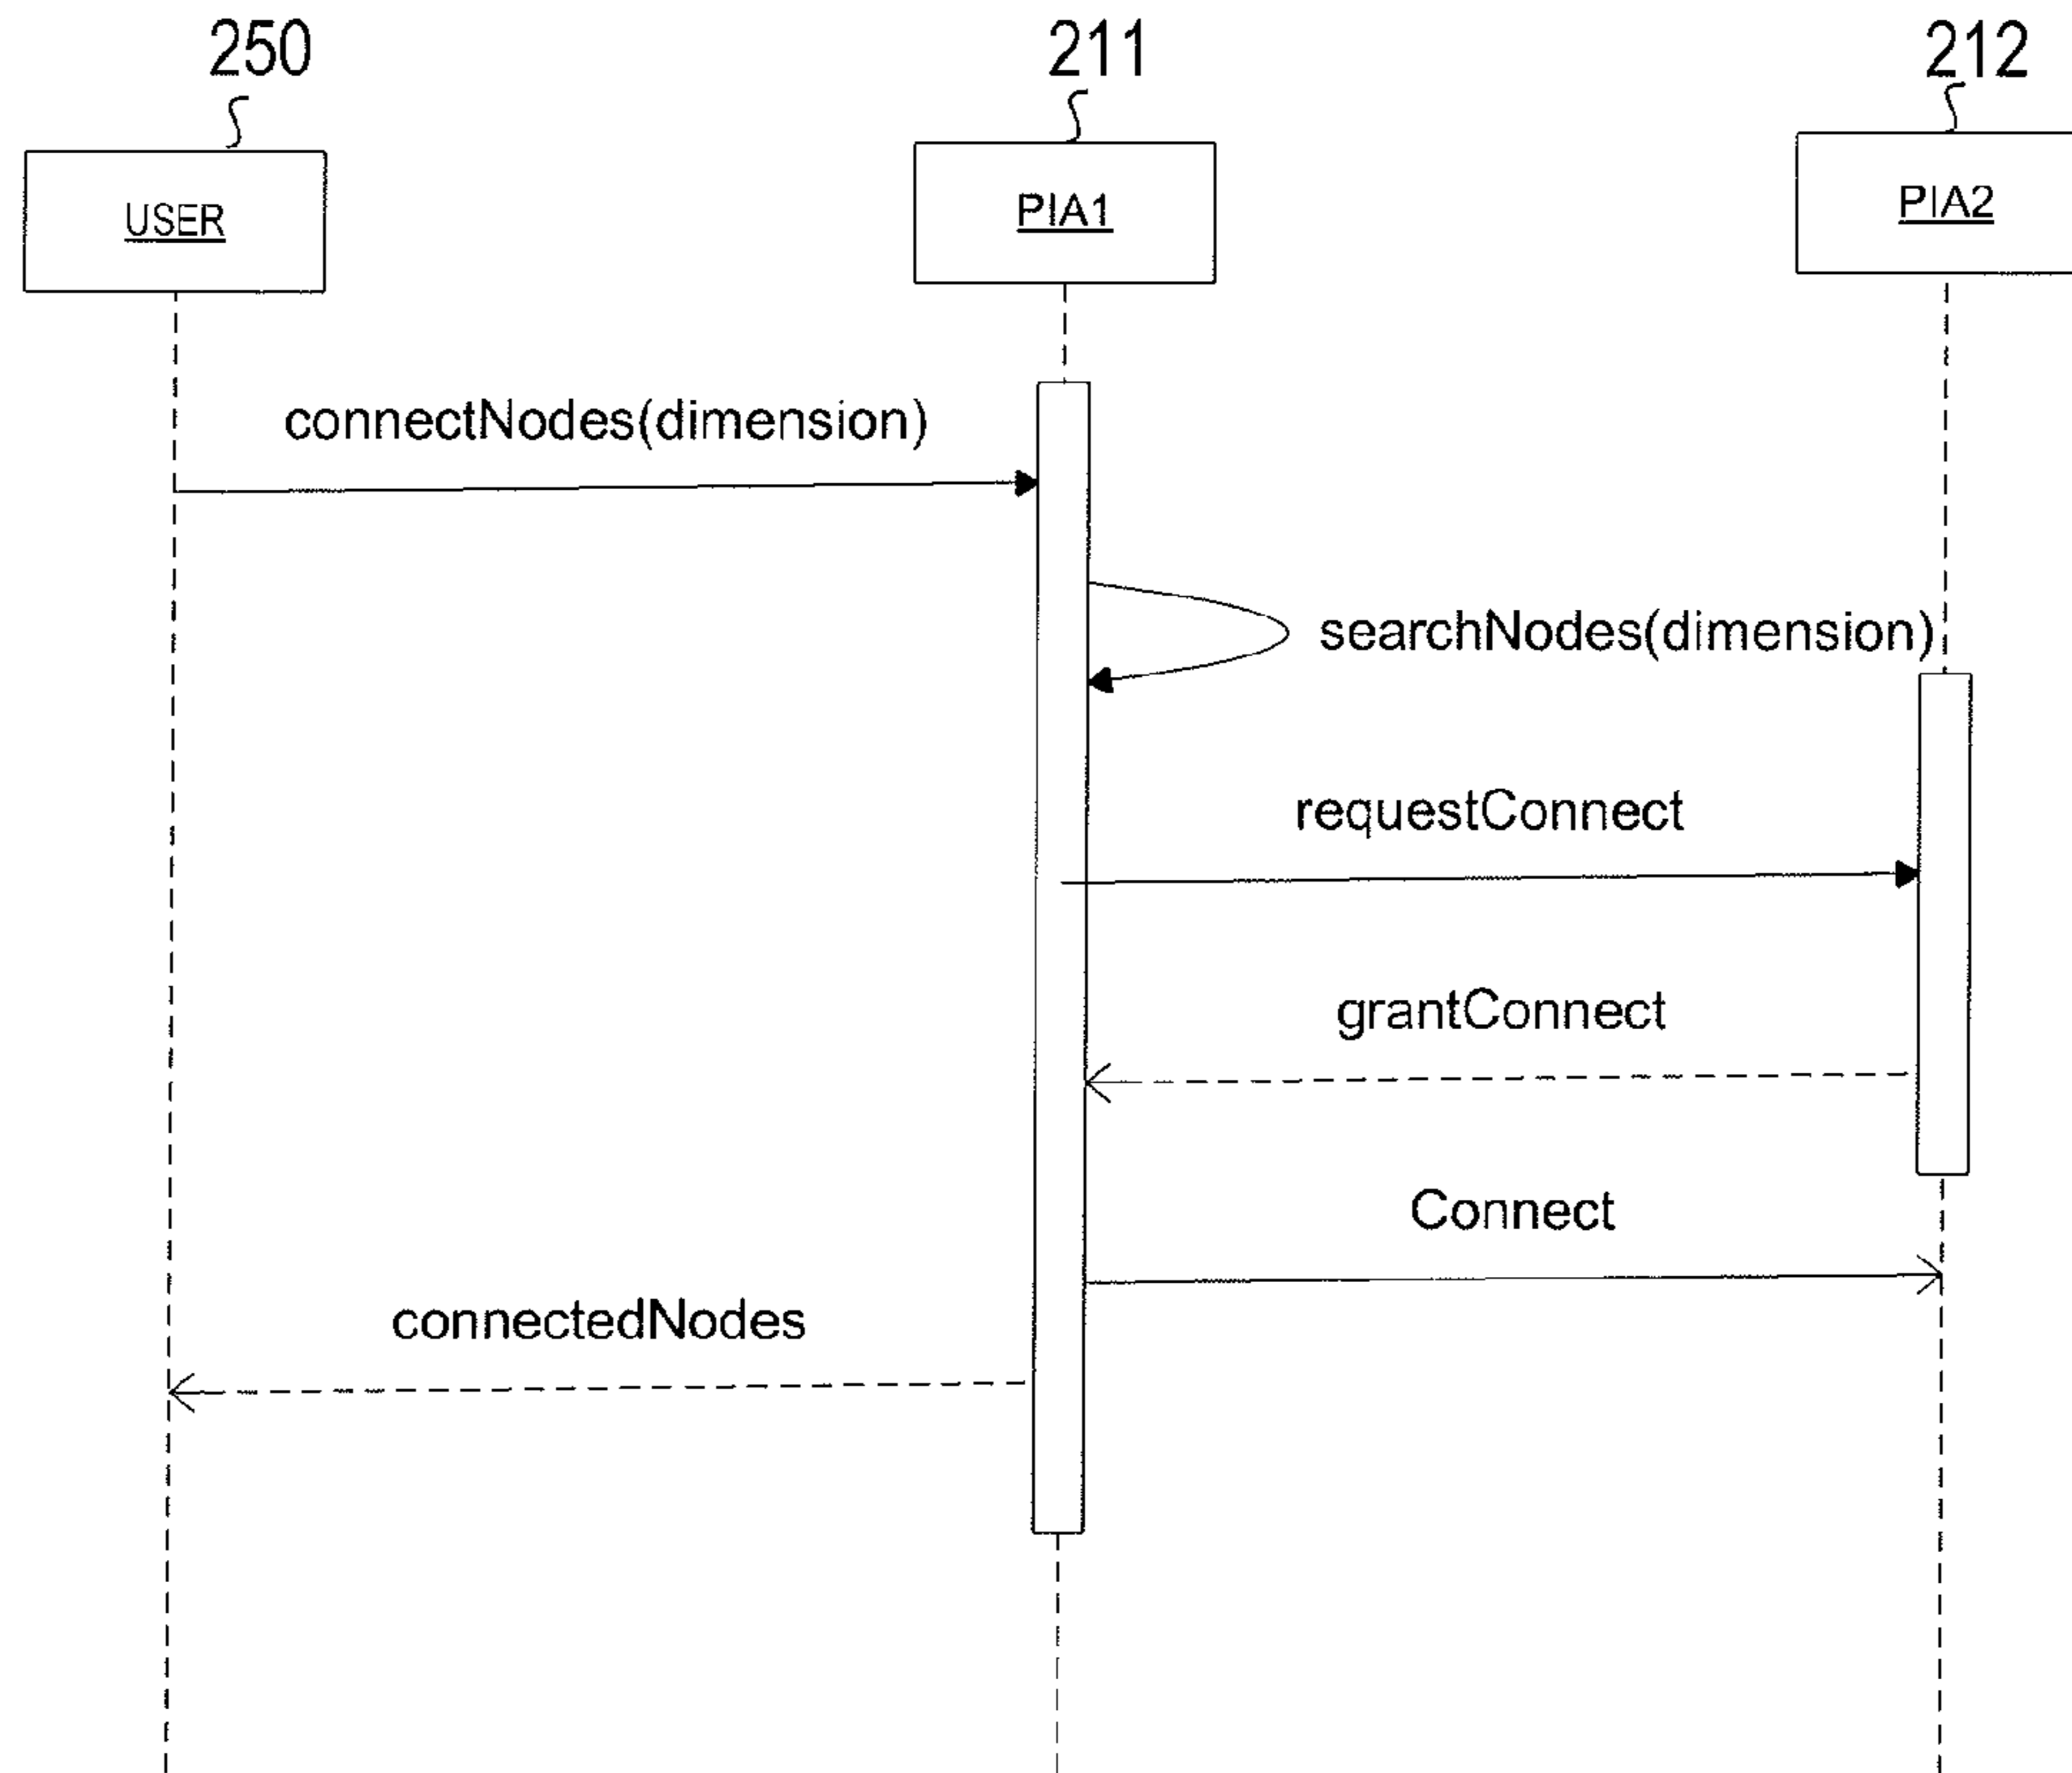 250
211
212
USER
PIA1
PIA2
connectNodes(dimension)
searchNodes(dimension)
requestConnect
grantConnect
Connect
connectedNodes